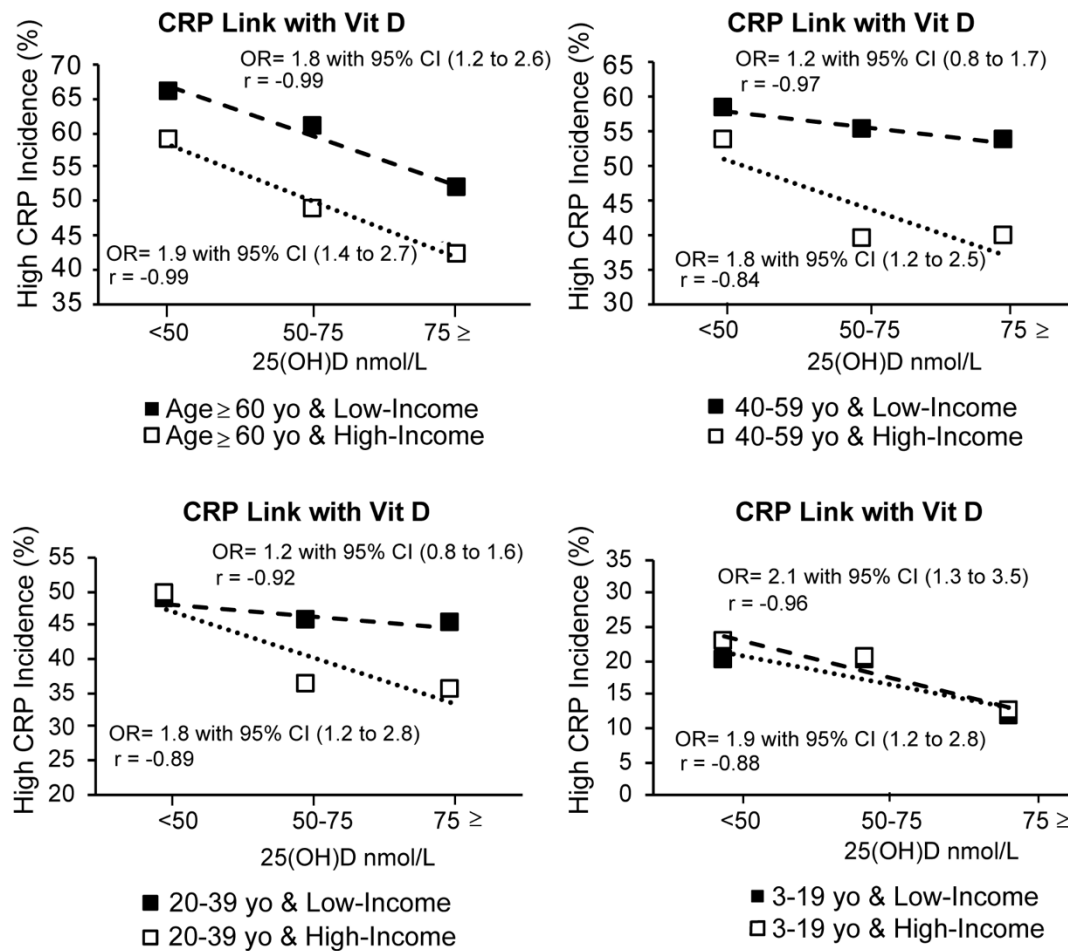 CRP Link with Vit D
OR= 1.8 with 95% CI (1.2 to 2.6)
r = -0.99
High CRP Incidence (%)
70
65
60
55
50
45
40
35
OR= 1.9 with 95% CI (1.4 to 2.7)
r = -0.99
<50
50-75
75 ≥
25(OH)D nmol/L
Age ≥ 60 yo & Low-Income
Age ≥ 60 yo & High-Income
CRP Link with Vit D
OR= 1.2 with 95% CI (0.8 to 1.7)
r = -0.97
High CRP Incidence (%)
65
60
55
50
45
40
35
30
OR= 1.8 with 95% CI (1.2 to 2.5)
r = -0.84
<50
50-75
75 ≥
25(OH)D nmol/L
40-59 yo & Low-Income
40-59 yo & High-Income
CRP Link with Vit D
OR= 1.2 with 95% CI (0.8 to 1.6)
r = -0.92
High CRP Incidence (%)
55
50
45
40
35
30
25
20
OR= 1.8 with 95% CI (1.2 to 2.8)
r = -0.89
<50
50-75
75 ≥
25(OH)D nmol/L
20-39 yo & Low-Income
20-39 yo & High-Income
CRP Link with Vit D
OR= 2.1 with 95% CI (1.3 to 3.5)
r = -0.96
High CRP Incidence (%)
35
30
25
20
15
10
5
0
OR= 1.9 with 95% CI (1.2 to 2.8)
r = -0.88
<50
50-75
75 ≥
25(OH)D nmol/L
3-19 yo & Low-Income
3-19 yo & High-Income